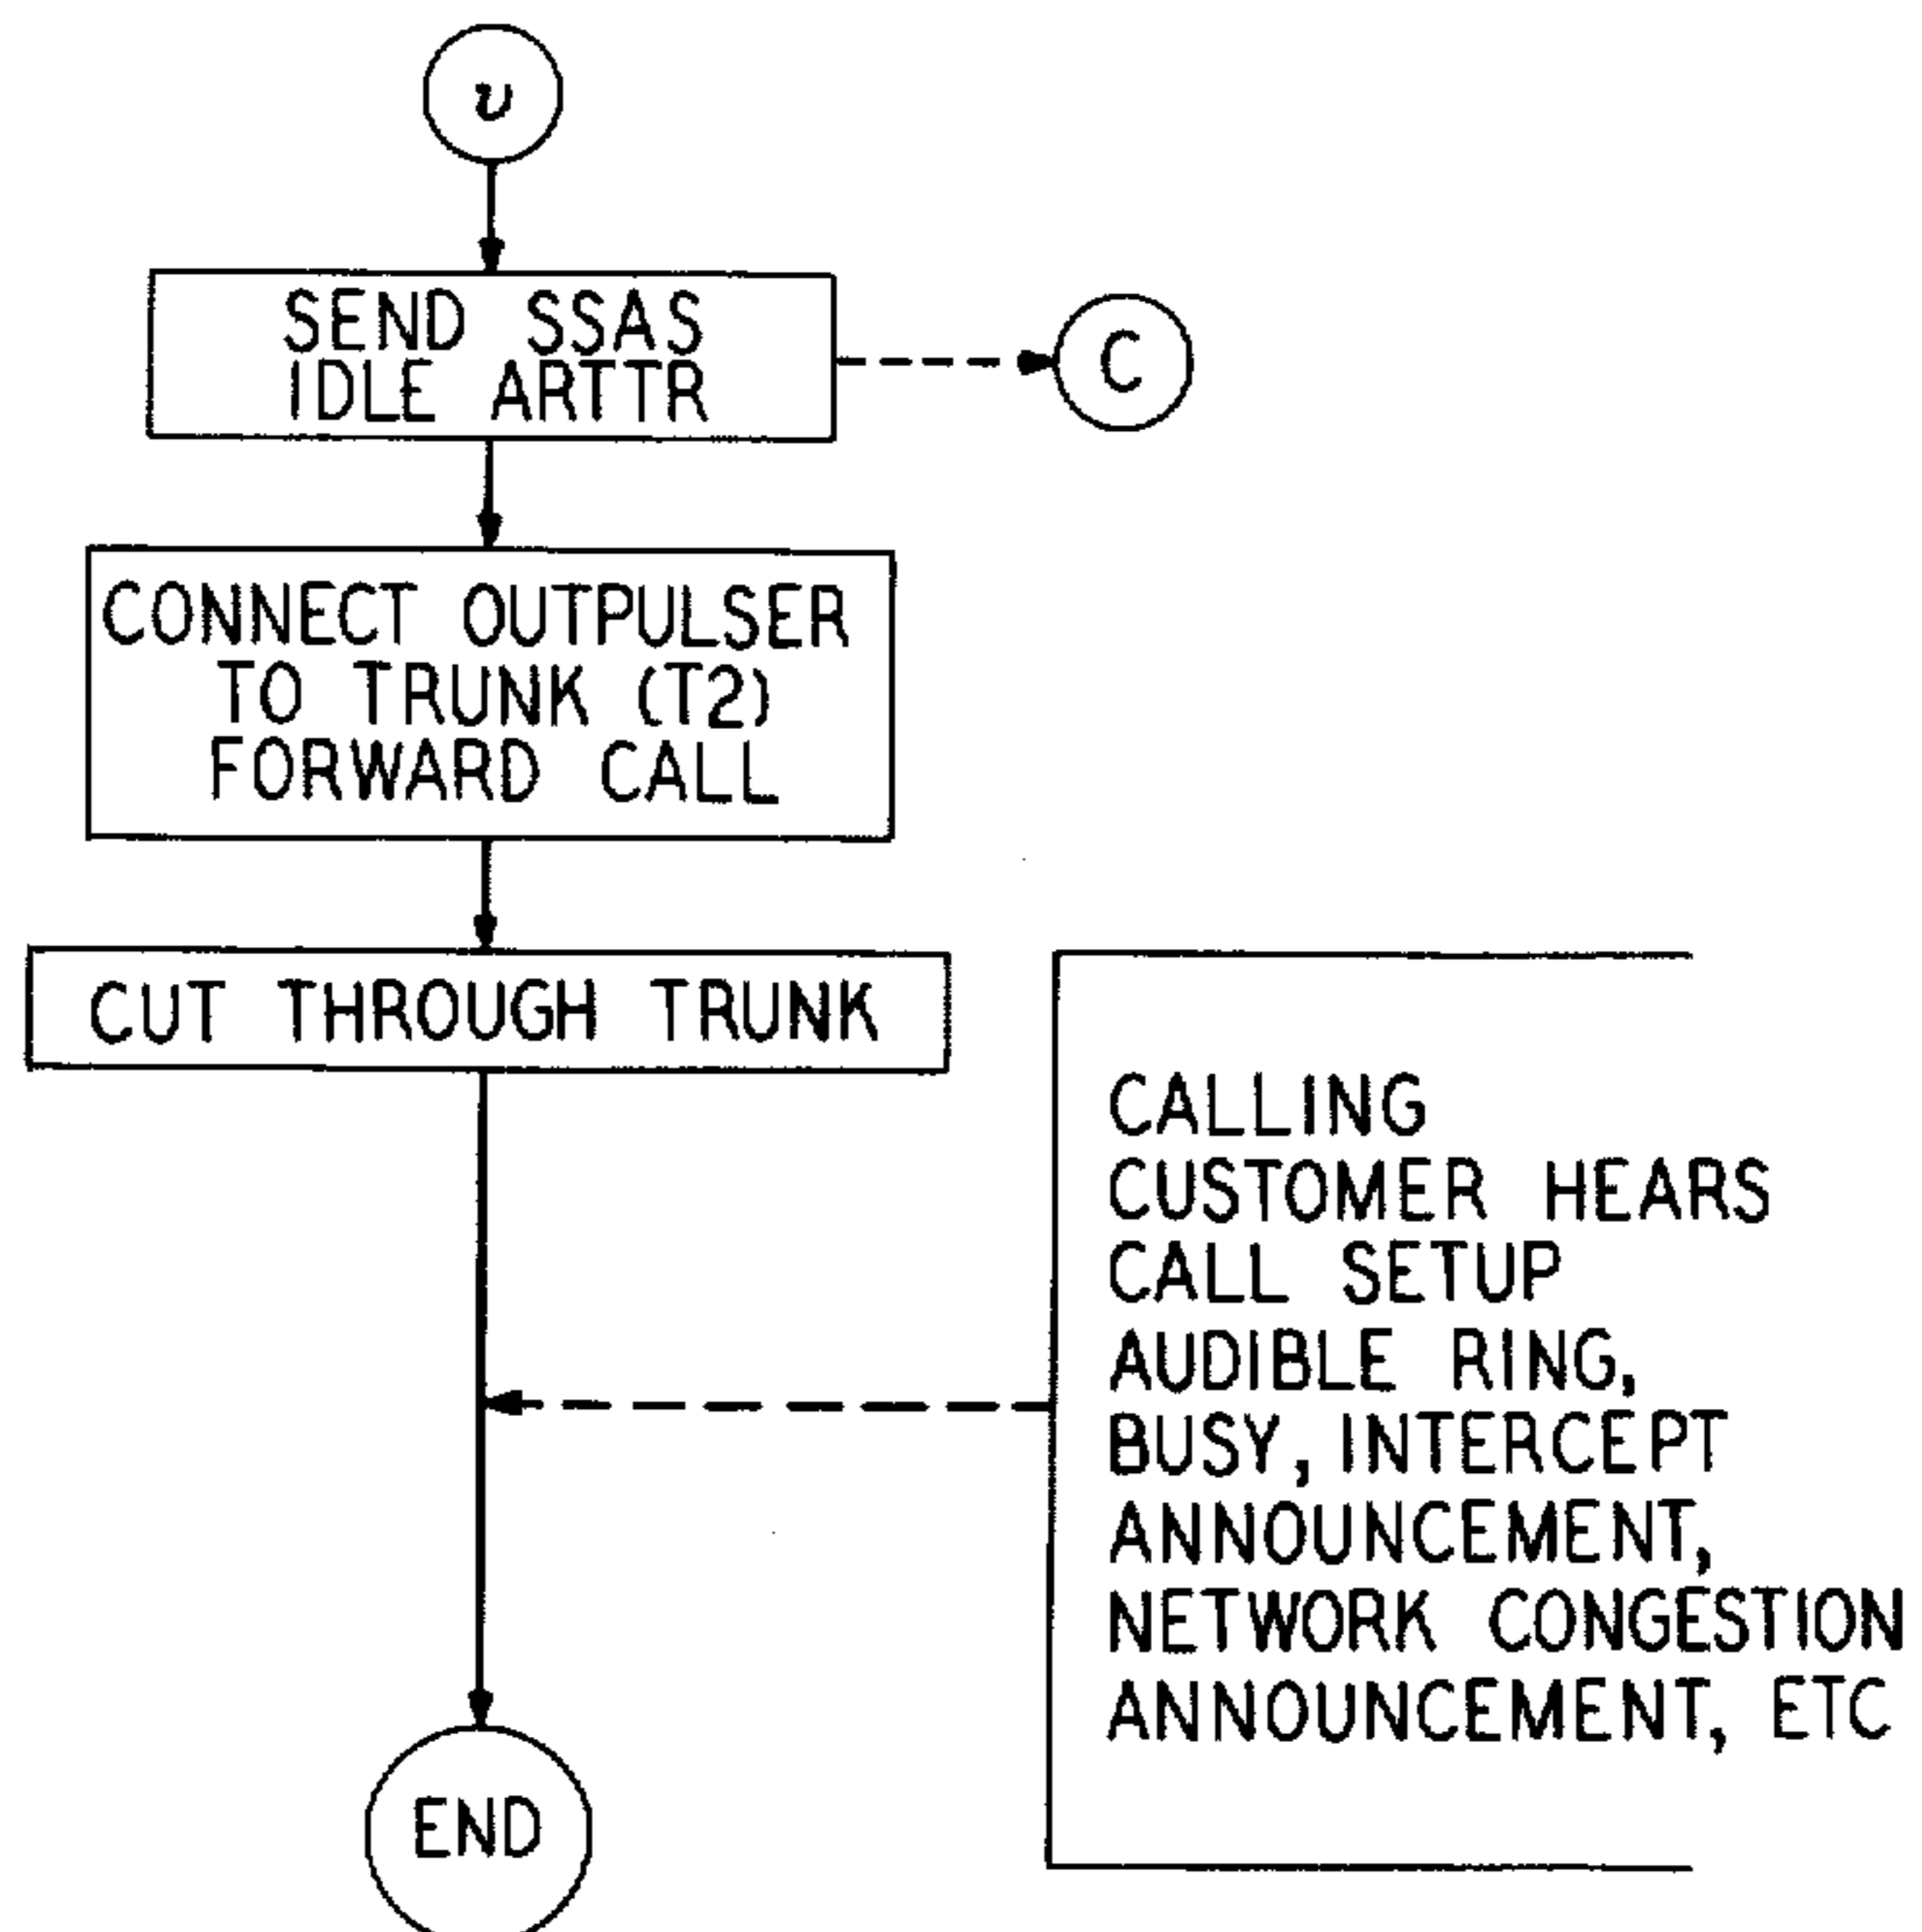 υ
SEND SSAS
IDLE ARTTR
C
CONNECT OUTPULSER
TO TRUNK (T2)
FORWARD CALL
CUT THROUGH TRUNK
CALLING
CUSTOMER HEARS
CALL SETUP
AUDIBLE RING,
BUSY, INTERCEPT
ANNOUNCEMENT,
NETWORK CONGESTION
ANNOUNCEMENT, ETC
END